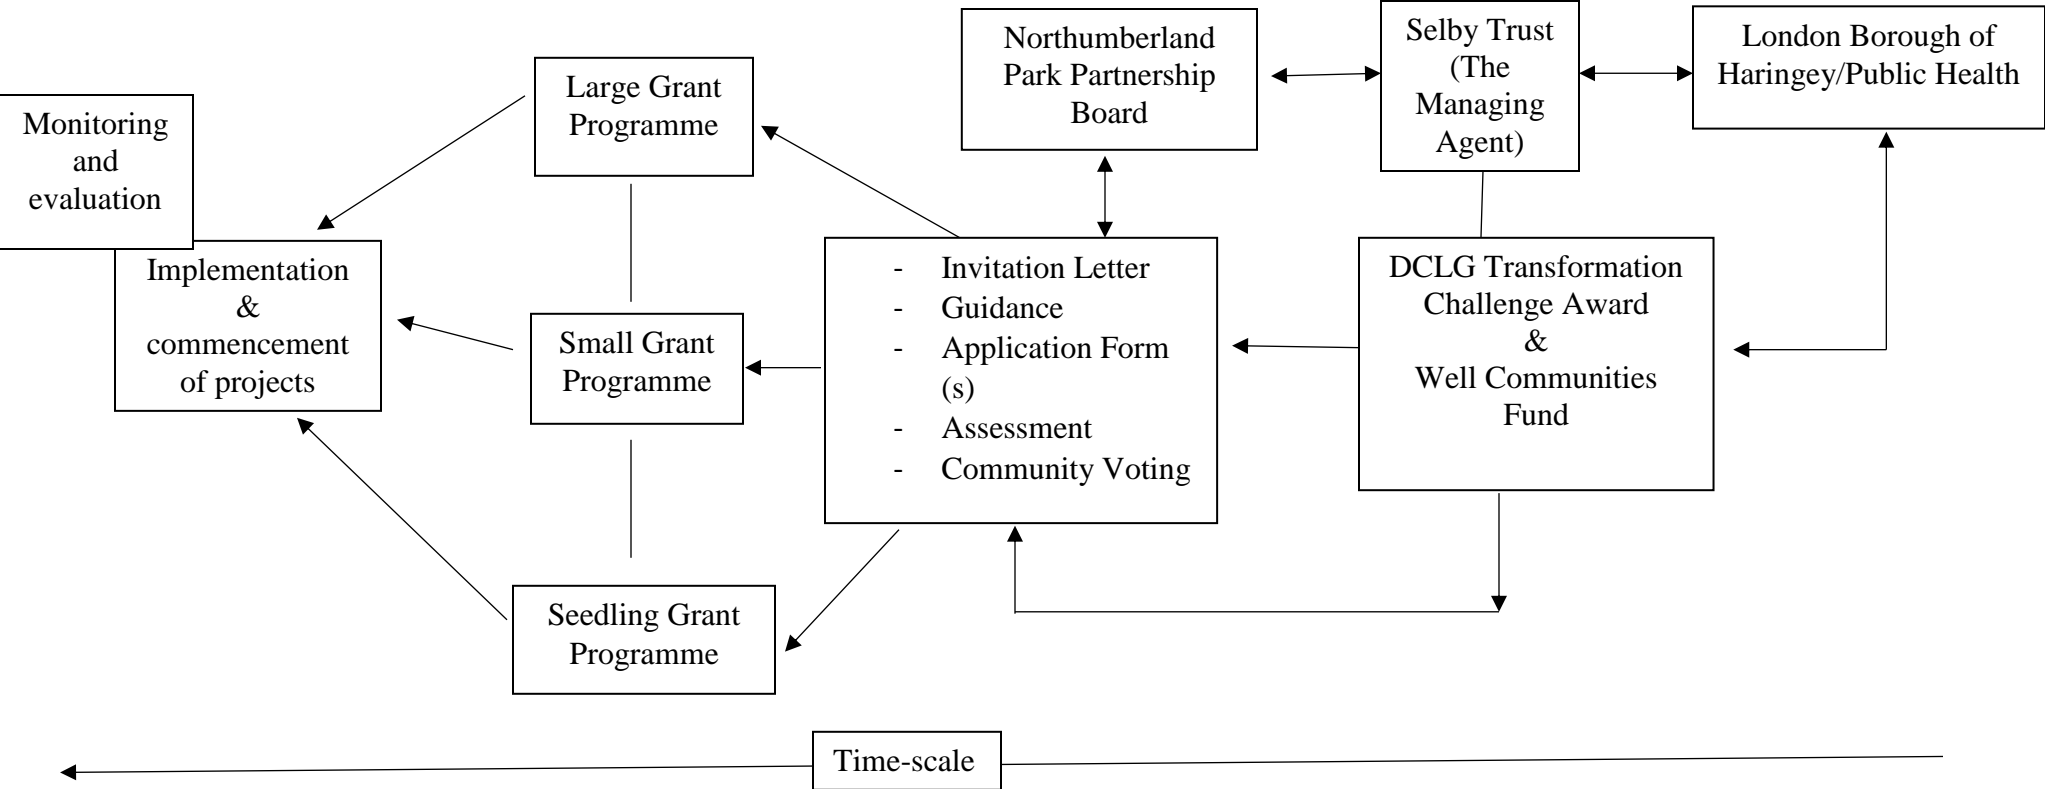 Northumberland
Park Partnership
Board
Selby Trust
(The
Managing
Agent)
London Borough of
Haringey/Public Health
Large Grant
Programme
Monitoring
and
evaluation
Implementation
&
commencement
of projects
- Invitation Letter
- Guidance
- Application Form
(s)
- Assessment
- Community Voting
DCLG Transformation
Challenge Award
&
Well Communities
Fund
Small Grant
Programme
Seedling Grant
Programme
Time-scale